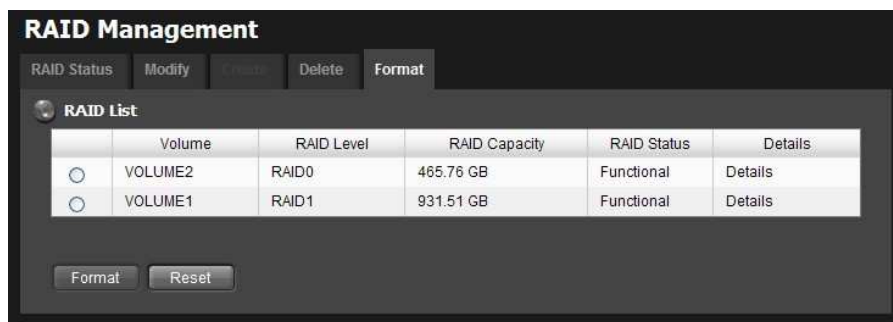 RAID Management
RAID Status Modify Create Delete Format
RAID List
Volume RAID Level RAID Capacity RAID Status Details
VOLUME2 RAID0 465.76 GB Functional Details
VOLUME1 RAID1 931.51 GB Functional Details
Format Reset